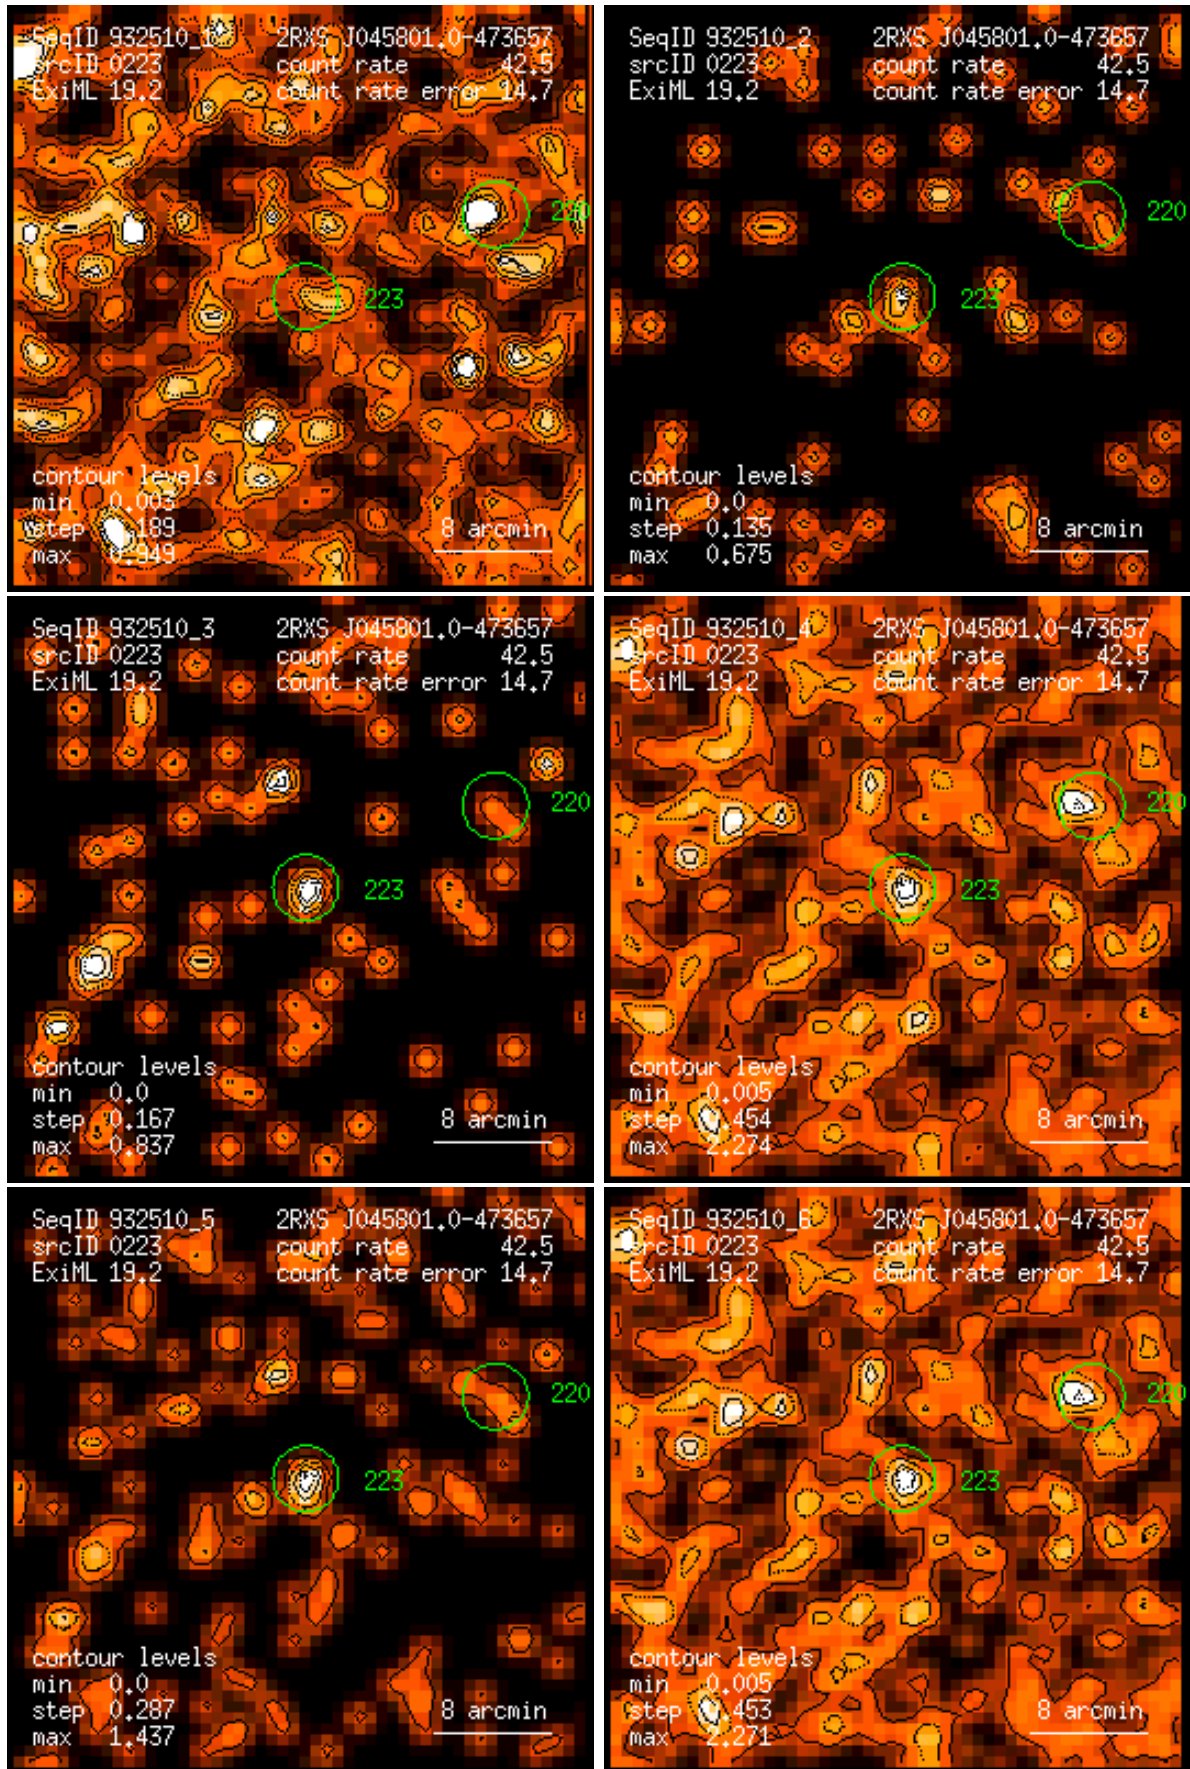 SeqID 932510_1 2RXS J045801.0-473657
srcID 0223 count rate 42.5
ExiML 19.2 count rate error 14.7
220
223
contour levels
min 0.003
step 0.189
max 0.949
8 arcmin
SeqID 932510_2 2RXS J045801.0-473657
srcID 0223 count rate 42.5
ExiML 19.2 count rate error 14.7
220
223
contour levels
min 0.0
step 0.135
max 0.675
8 arcmin
SeqID 932510_3 2RXS J045801.0-473657
srcID 0223 count rate 42.5
ExiML 19.2 count rate error 14.7
220
223
contour levels
min 0.0
step 0.167
max 0.837
8 arcmin
SeqID 932510_4 2RXS J045801.0-473657
srcID 0223 count rate 42.5
ExiML 19.2 count rate error 14.7
220
223
contour levels
min 0.005
step 0.454
max 2.274
8 arcmin
SeqID 932510_5 2RXS J045801.0-473657
srcID 0223 count rate 42.5
ExiML 19.2 count rate error 14.7
220
223
contour levels
min 0.0
step 0.287
max 1.437
8 arcmin
SeqID 932510_6 2RXS J045801.0-473657
srcID 0223 count rate 42.5
ExiML 19.2 count rate error 14.7
220
223
contour levels
min 0.005
step 0.453
max 2.271
8 arcmin